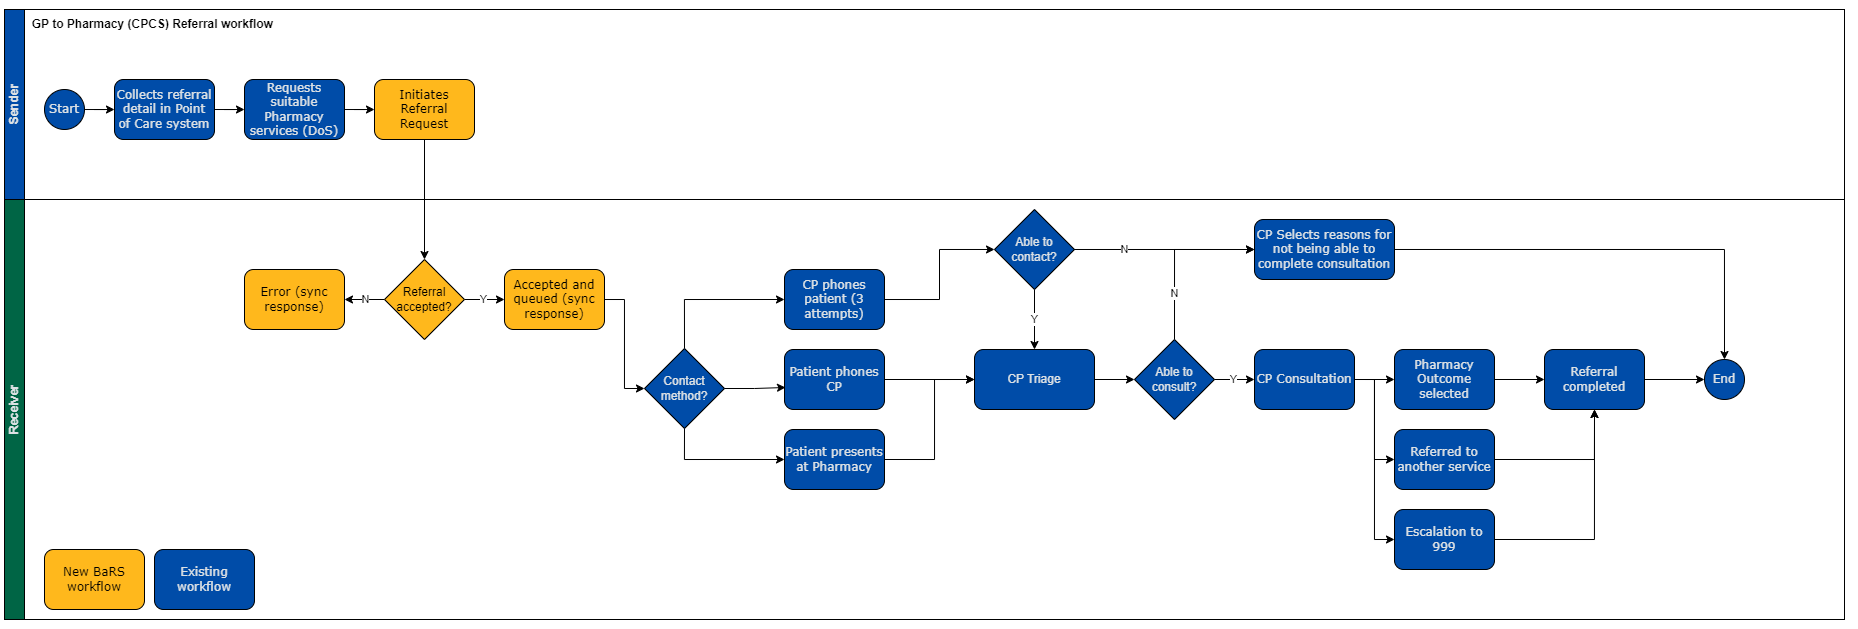 GP to Pharmacy (CPCS) Referral workflow
Sender
Start
Collects referral
detail in Point
of Care system
Requests
suitable
Pharmacy
services (DoS)
Initiates
Referral
Request
Receiver
Error (sync
response)
N
Referral
accepted?
Y
Accepted and
queued (sync
response)
Contact
method?
CP phones
patient (3
attempts)
Patient phones
CP
Patient presents
at Pharmacy
Able to
contact?
N
Y
CP Triage
Able to
consult?
N
Y
CP Selects reasons for
not being able to
complete consultation
CP Consultation
Pharmacy
Outcome
selected
Referred to
another service
Escalation to
999
Referral
completed
End
New BaRS
workflow
Existing
workflow